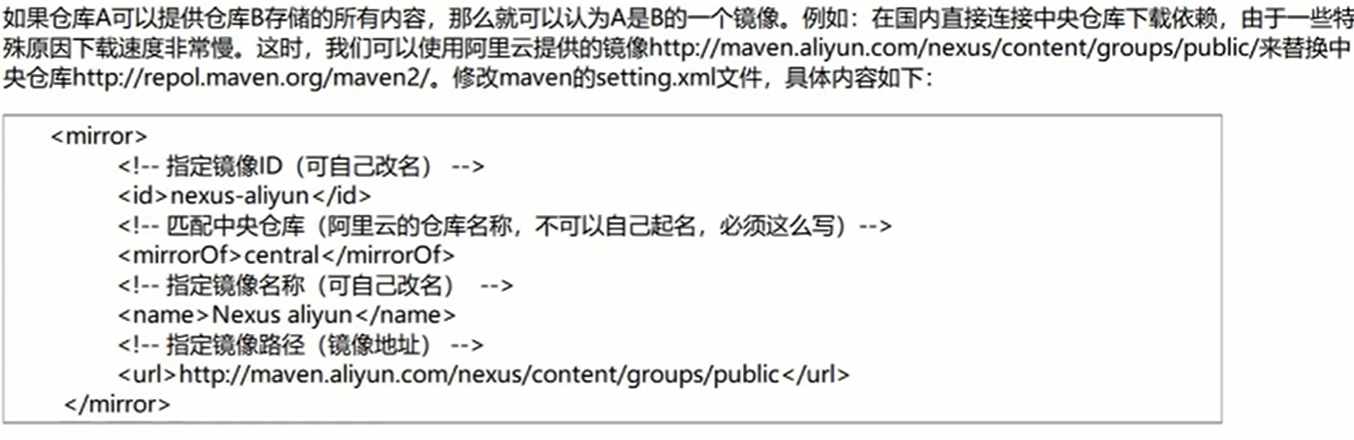 如果仓库A可以提供仓库B存储的所有内容，那么就可以认为A是B的一个镜像。例如：在国内直接连接中央仓库下载依赖，由于一些特
殊原因下载速度非常慢。这时，我们可以使用阿里云提供的镜像http://maven.aliyun.com/nexus/content/groups/public/来替换中
央仓库http://repol.maven.org/maven2/。修改maven的setting.xml文件，具体内容如下：
<mirror>
<!-- 指定镜像ID（可自己改名） -->
<id>nexus-aliyun</id>
<!-- 匹配中央仓库（阿里云的仓库名称，不可以自己起名，必须这么写）-->
<mirrorOf>central</mirrorOf>
<!-- 指定镜像名称（可自己改名） -->
<name>Nexus aliyun</name>
<!-- 指定镜像路径（镜像地址） -->
<url>http://maven.aliyun.com/nexus/content/groups/public</url>
</mirror>